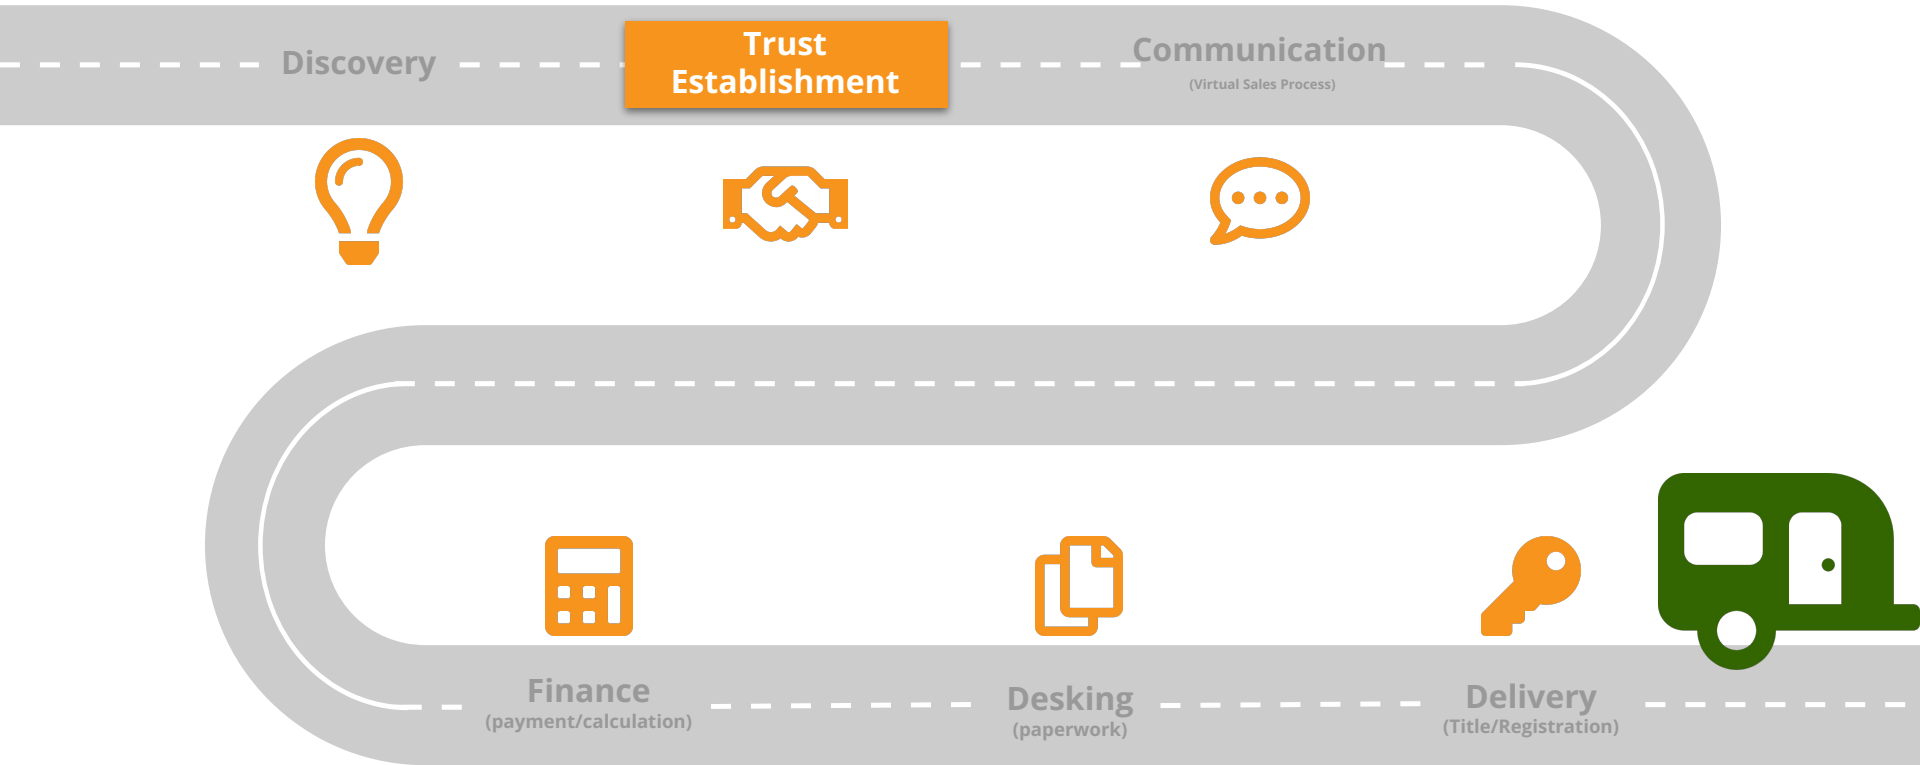 Discovery
Trust
Establishment
Communication
(Virtual Sales Process)
Finance
(payment/calculation)
Desking
(paperwork)
Delivery
(Title/Registration)